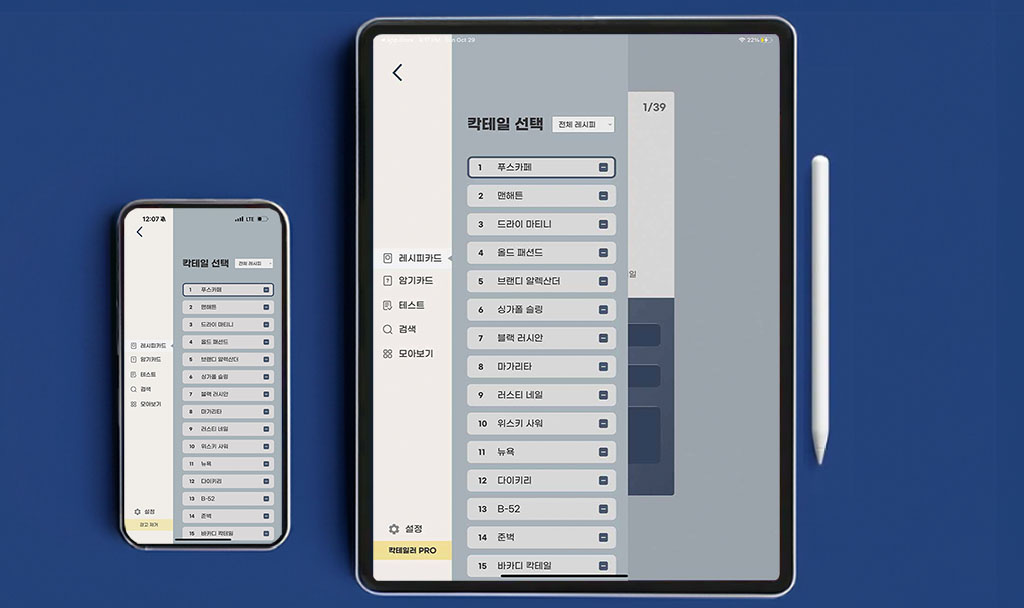 12:07
LTE
칵테일 선택
전체 레시피
1 푸스카페
2 맨해튼
3 드라이 마티니
4 올드 패션드
5 브랜디 알렉산더
6 싱가폴 슬링
7 블랙 러시안
8 마가리타
9 러스티 네일
10 위스키 사워
11 뉴욕
12 다이키리
13 B-52
14 준벅
15 바카디 칵테일
레시피카드
암기카드
테스트
검색
모아보기
설정
광고 제거
Oct 29
22%
칵테일 선택
전체 레시피
1/39
1 푸스카페
2 맨해튼
3 드라이 마티니
4 올드 패션드
5 브랜디 알렉산더
6 싱가폴 슬링
7 블랙 러시안
8 마가리타
9 러스티 네일
10 위스키 사워
11 뉴욕
12 다이키리
13 B-52
14 준벅
15 바카디 칵테일
일
레시피카드
암기카드
테스트
검색
모아보기
설정
칵테일러 PRO